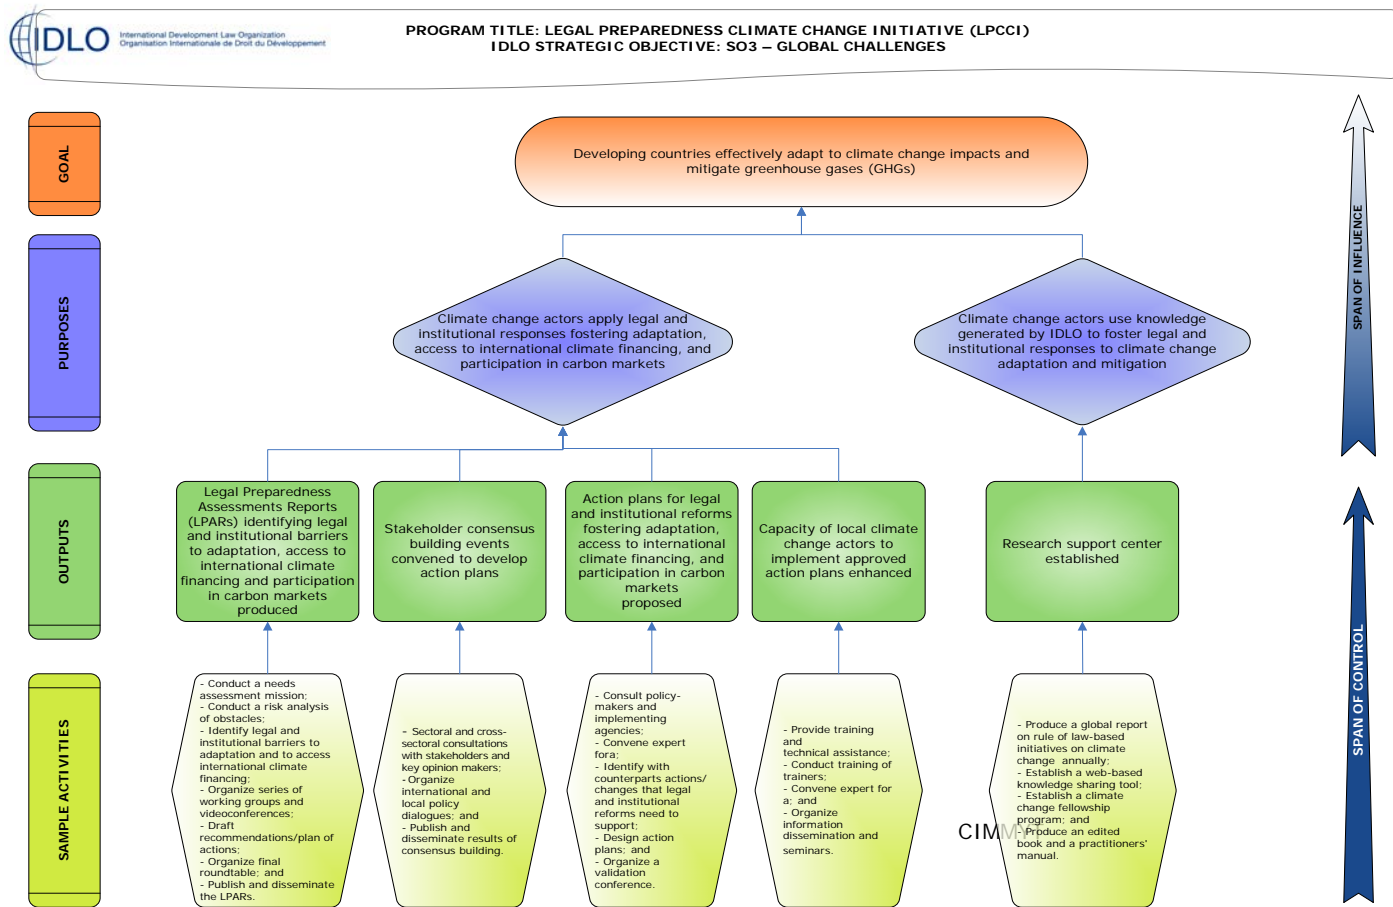 IDLO
International Development Law Organization
Organisation Internationale de Droit du Développement
PROGRAM TITLE: LEGAL PREPAREDNESS CLIMATE CHANGE INITIATIVE (LPCCI)
IDLO STRATEGIC OBJECTIVE: SO3 – GLOBAL CHALLENGES
GOAL
Developing countries effectively adapt to climate change impacts and
mitigate greenhouse gases (GHGs)
SPAN OF INFLUENCE
PURPOSES
Climate change actors apply legal and
institutional responses fostering adaptation,
access to international climate financing, and
participation in carbon markets
Climate change actors use knowledge
generated by IDLO to foster legal and
institutional responses to climate change
adaptation and mitigation
OUTPUTS
Legal Preparedness
Assessments Reports
(LPARs) identifying legal
and institutional barriers
to adaptation, access to
international climate
financing and participation
in carbon markets
produced
Stakeholder consensus
building events
convened to develop
action plans
Action plans for legal
and institutional reforms
fostering adaptation,
access to international
climate financing, and
participation in carbon
markets
proposed
Capacity of local climate
change actors to
implement approved
action plans enhanced
Research support center
established
SPAN OF CONTROL
SAMPLE ACTIVITIES
- Conduct a needs
assessment mission;
- Conduct a risk analysis
of obstacles;
- Identify legal and
institutional barriers to
adaptation and to access
international climate
financing;
- Organize series of
working groups and
videoconferences;
- Draft
recommendations/plan of
actions;
- Organize final
roundtable; and
- Publish and disseminate
the LPARs.
- Sectoral and cross-
sectoral consultations
with stakeholders and
key opinion makers;
- Organize
international and
local policy
dialogues; and
- Publish and
disseminate results of
consensus building.
- Consult policy-
makers and
implementing
agencies;
- Convene expert
fora;
- Identify with
counterparts actions/
changes that legal
and institutional
reforms need to
support;
- Design action
plans; and
- Organize a
validation
conference.
- Provide training
and
technical assistance;
- Conduct training of
trainers;
- Convene expert for
a; and
- Organize
information
dissemination and
seminars.
- Produce a global report
on rule of law-based
initiatives on climate
change annually;
- Establish a web-based
knowledge sharing tool;
- Establish a climate
change fellowship
program; and
- Produce an edited
book and a practitioners'
manual.
CIMMYT